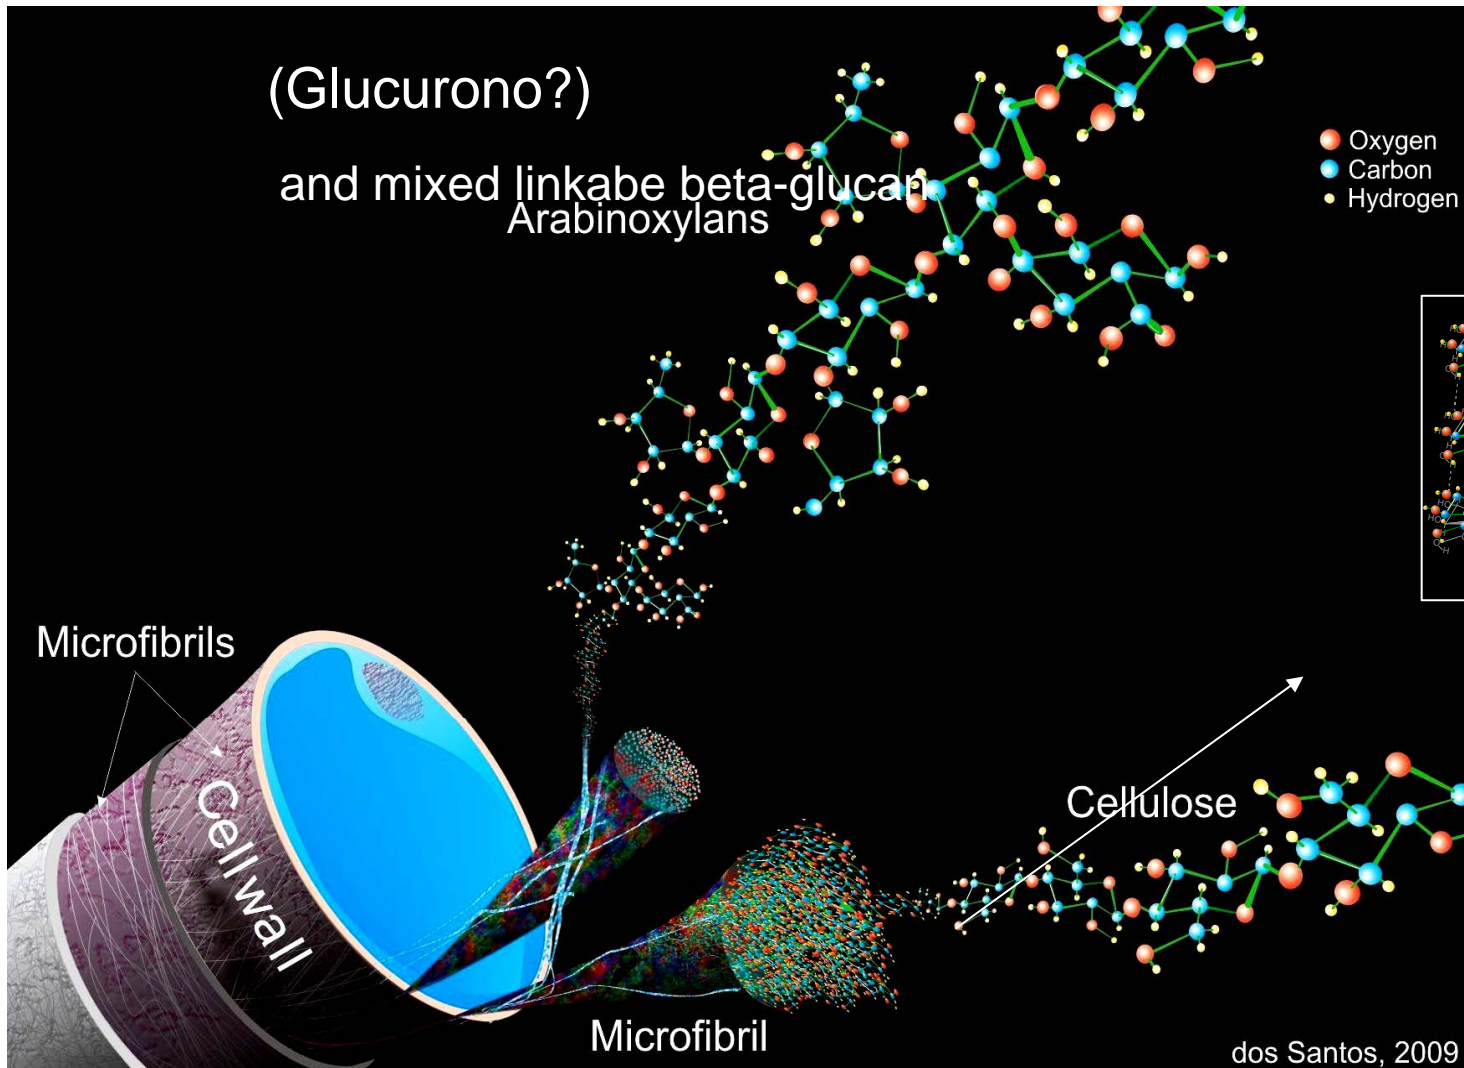 (Glucurono?)
and mixed linkabe beta-glucan
Arabinoxylans
Oxygen
Carbon
Hydrogen
Microfibrils
Cell wall
Cellulose
Microfibril
dos Santos, 2009